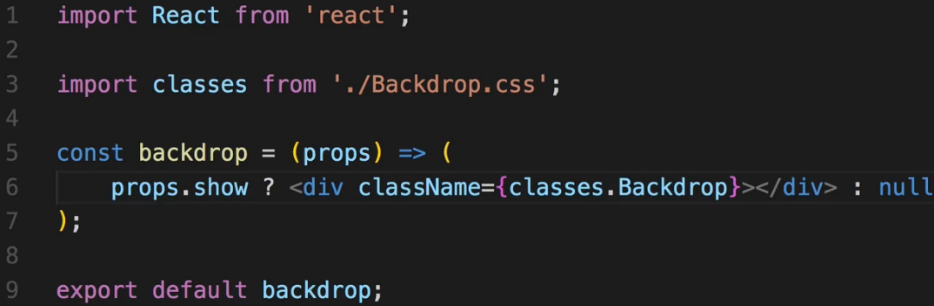 1 import React from 'react';
2
3 import classes from './Backdrop.css';
4
5 const backdrop = (props) => (
6 props.show ? <div className={classes.Backdrop}></div> : null
7 );
8
9 export default backdrop;